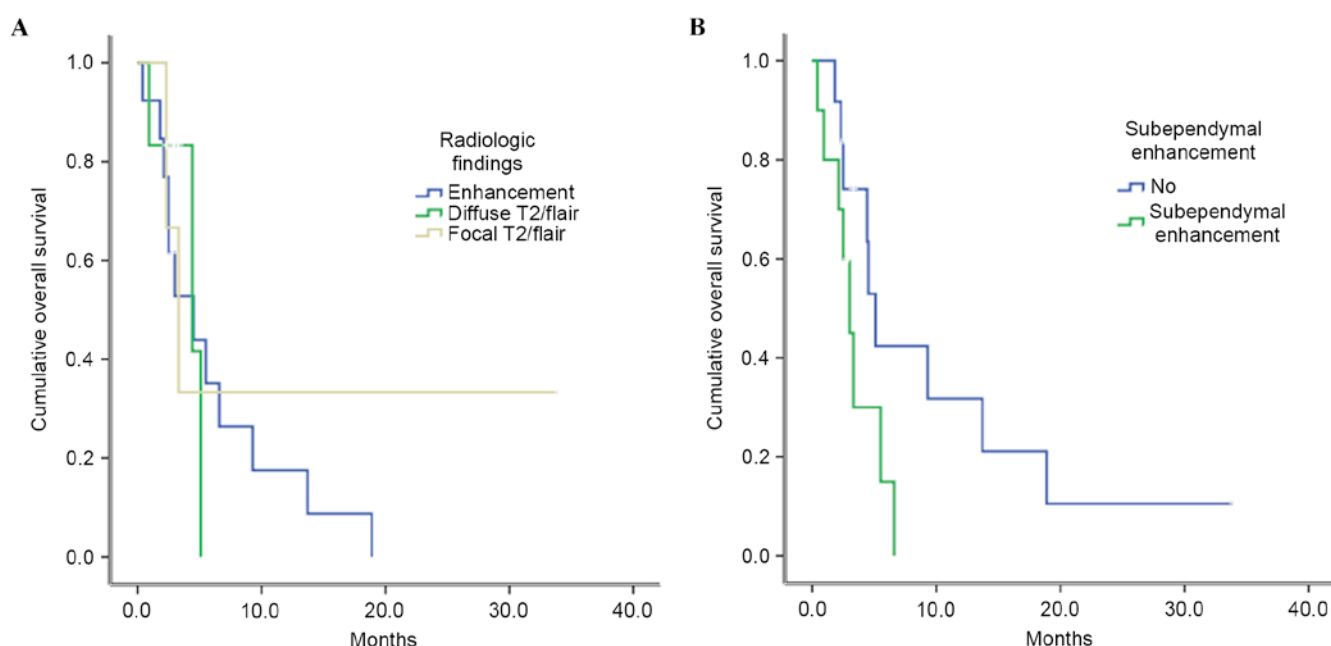 A
Cumulative overall survival
1.0
0.8
0.6
0.4
0.2
0.0
Radiologic
findings
Enhancement
Diffuse T2/flair
Focal T2/flair
0.0 10.0 20.0 30.0 40.0
Months
B
Cumulative overall survival
1.0
0.8
0.6
0.4
0.2
0.0
Subependymal
enhancement
No
Subependymal
enhancement
0.0 10.0 20.0 30.0 40.0
Months